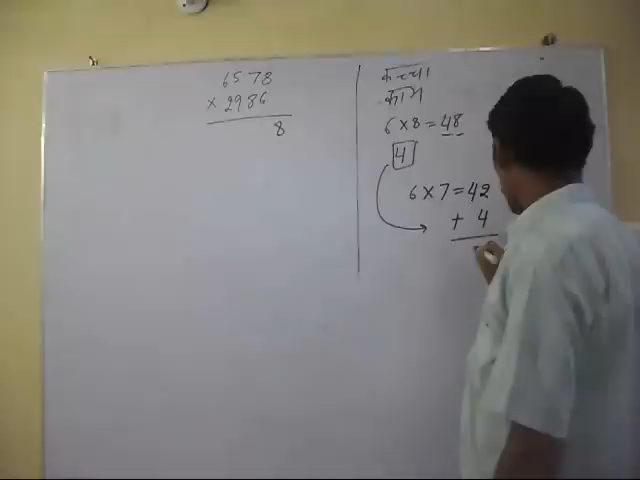 6578
× 2986
8
कच्चा
काम
6 × 8 = 48
4
6 × 7 = 42
+ 4